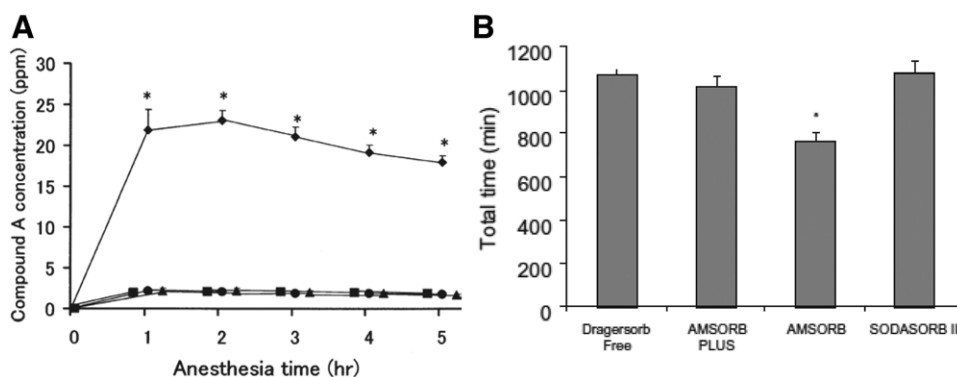 A
Compound A concentration (ppm)
30
25
20
15
10
5
0
* * * * *
0 1 2 3 4 5
Anesthesia time (hr)
B
Total time (min)
1200
1000
800
600
400
200
0
*
Dragersorb
Free
AMSORB
PLUS
AMSORB
SODASORB II